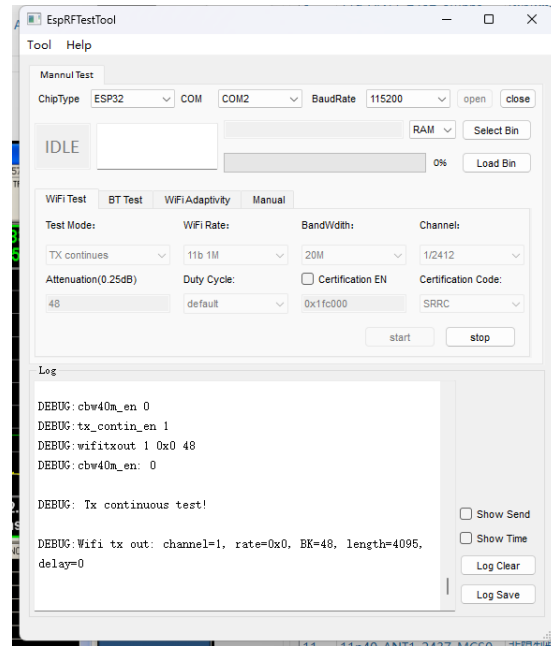 EspRFTestTool
Tool Help
Mannul Test
ChipType ESP32 COM COM2 BaudRate 115200 open close
IDLE
RAM Select Bin
0% Load Bin
WiFi Test BT Test WiFi Adaptivity Manual
Test Mode: WiFi Rate: BandWdith: Channel:
TX continues 11b 1M 20M 1/2412
Attenuation(0.25dB) Duty Cycle: Certification EN Certification Code:
48 default 0x1fc000 SRRC
start stop
Log
DEBUG:cbw40m_en 0
DEBUG:tx_contin_en 1
DEBUG:wifitxout 1 0x0 48
DEBUG:cbw40m_en: 0
DEBUG: Tx continuous test!
DEBUG:Wifi tx out: channel=1, rate=0x0, BK=48, length=4095,
delay=0
Show Send
Show Time
Log Clear
Log Save